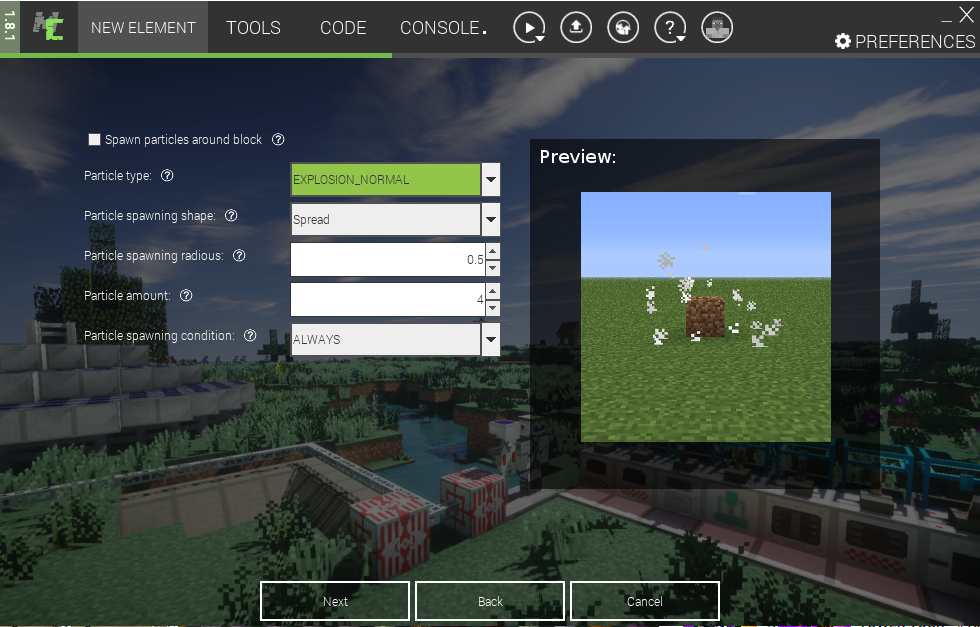 1.8.1
NEW ELEMENT
TOOLS
CODE
CONSOLE.
PREFERENCES
Spawn particles around block ?
Particle type: ?
EXPLOSION_NORMAL
Particle spawning shape: ?
Spread
Particle spawning radious: ?
0.5
Particle amount: ?
4
Particle spawning condition: ?
ALWAYS
Preview:
Next
Back
Cancel